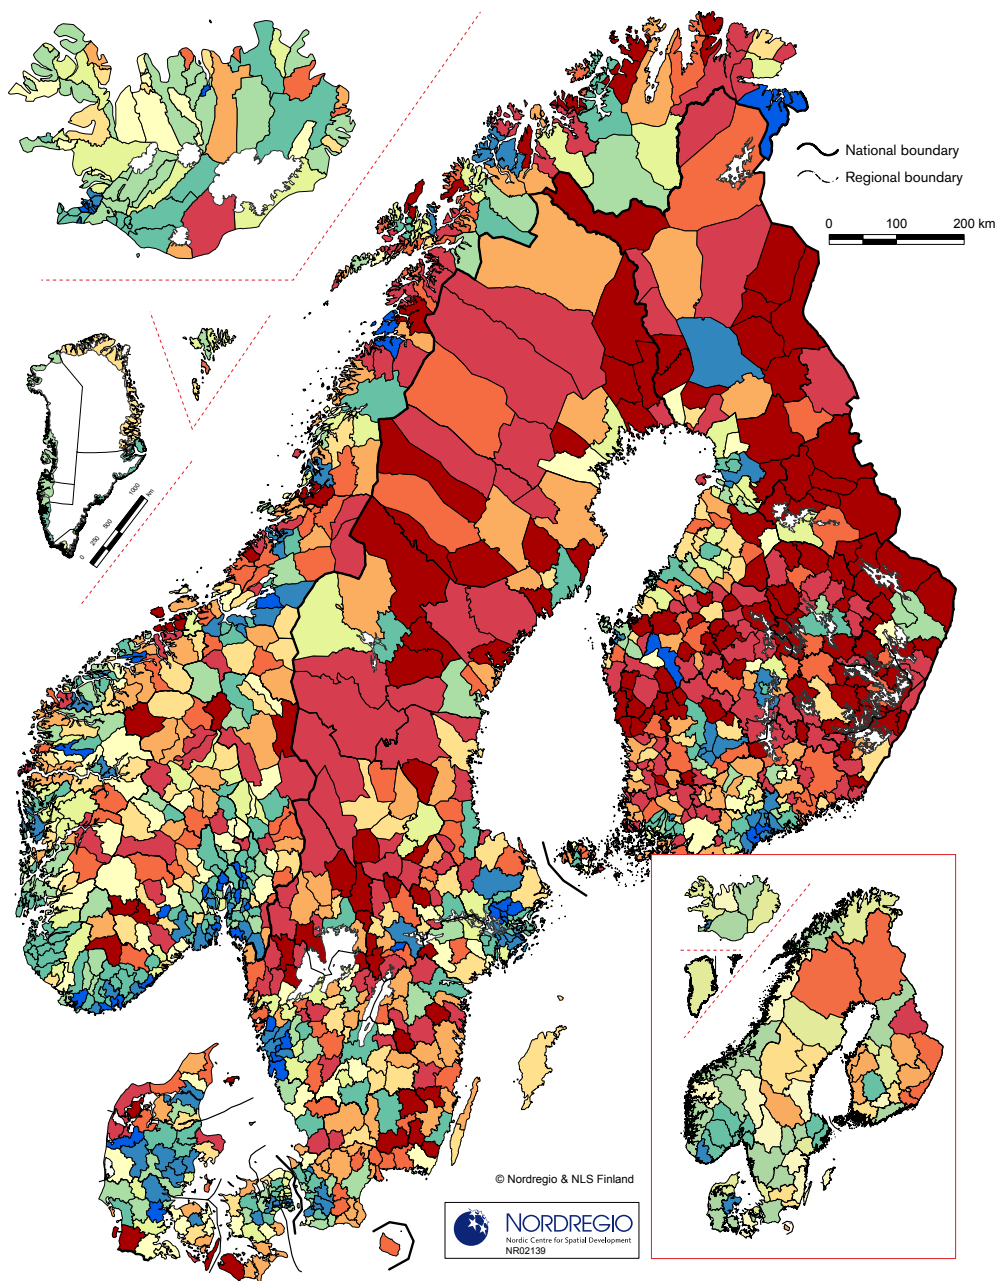 National boundary
Regional boundary
0 100 200 km
0 250 500 1000 km
© Nordregio & NLS Finland
NORDREGIO
Nordic Centre for Spatial Development
NR02139